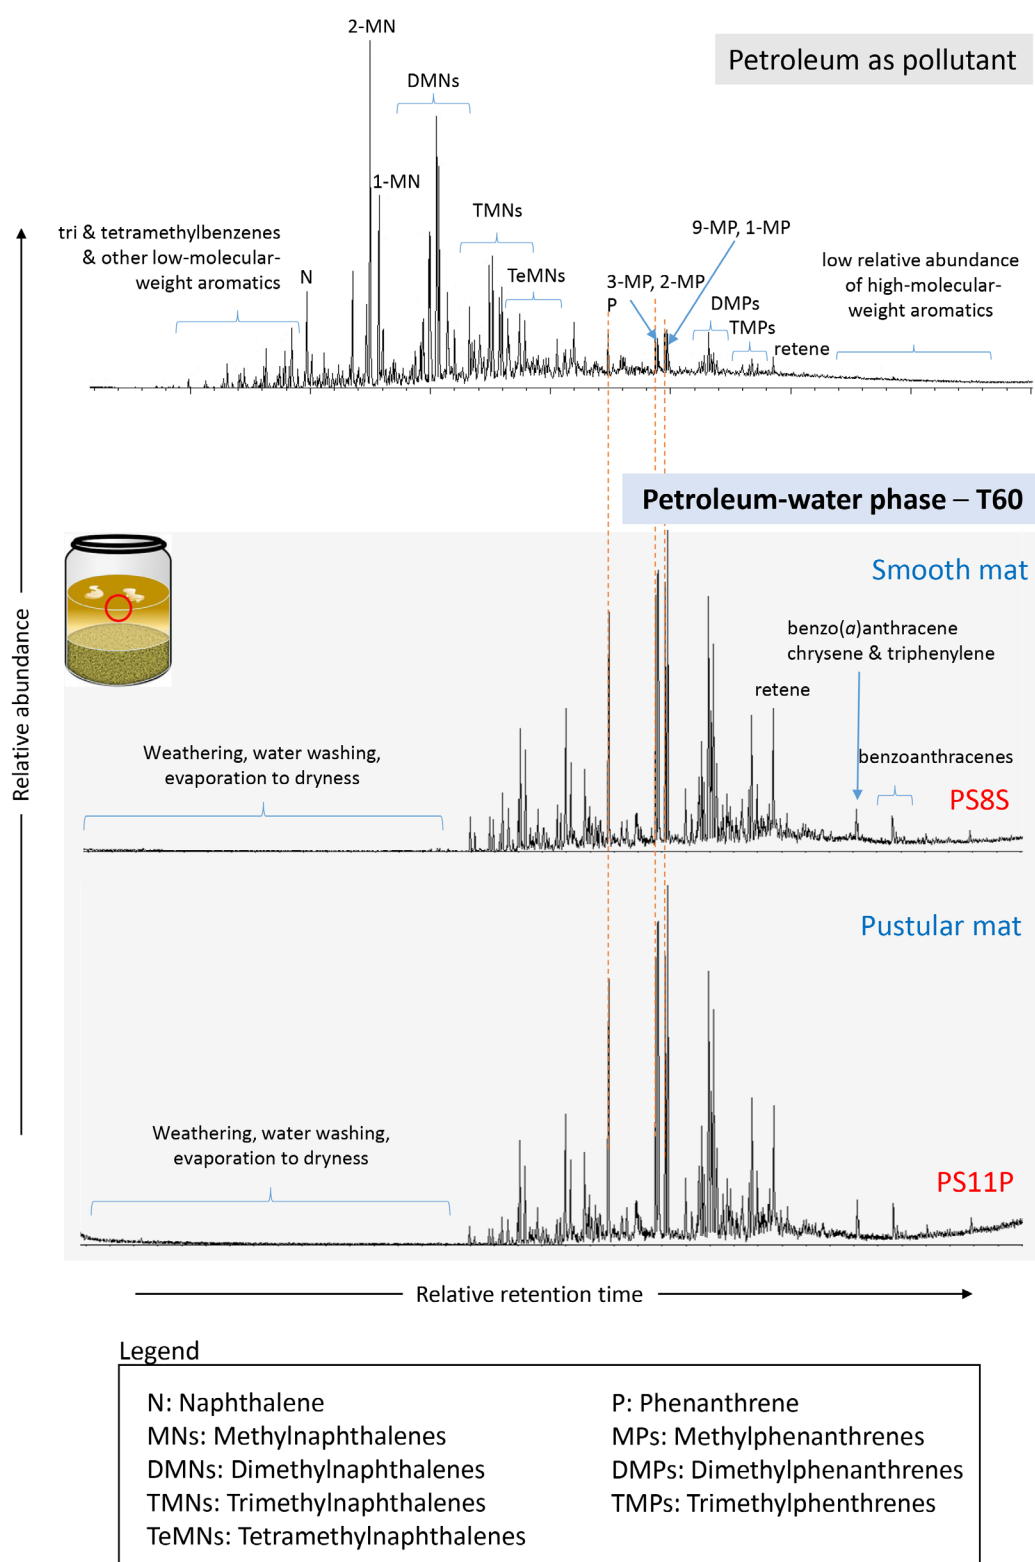 Petroleum as pollutant
2-MN
DMNs
1-MN
TMNs
tri & tetramethylbenzenes
& other low-molecular-
weight aromatics
N
TeMNs
9-MP, 1-MP
3-MP, 2-MP
P
DMPs
TMPs
retene
low relative abundance
of high-molecular-
weight aromatics
Petroleum-water phase – T60
Smooth mat
benzo(a)anthracene
chrysene & triphenylene
retene
benzoanthracenes
PS8S
Weathering, water washing,
evaporation to dryness
Relative abundance
Pustular mat
Weathering, water washing,
evaporation to dryness
PS11P
Relative retention time
Legend
N: Naphthalene
MNs: Methylnaphthalenes
DMNs: Dimethylnaphthalenes
TMNs: Trimethylnaphthalenes
TeMNs: Tetramethylnaphthalenes
P: Phenanthrene
MPs: Methylphenanthrenes
DMPs: Dimethylphenanthrenes
TMPs: Trimethylphenthrenes